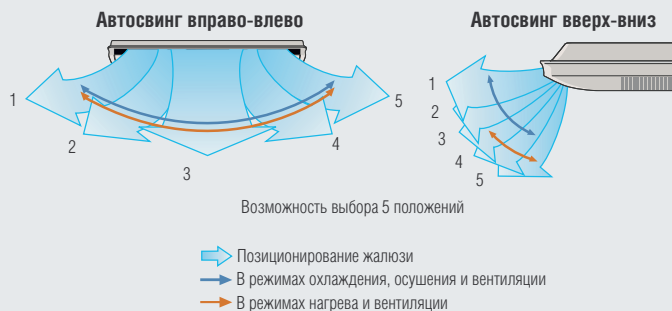 Автосвинг вправо-влево
Автосвинг вверх-вниз
1
2
3
4
5
1
2
3
4
5
Возможность выбора 5 положений
Позиционирование жалюзи
В режимах охлаждения, осушения и вентиляции
В режимах нагрева и вентиляции